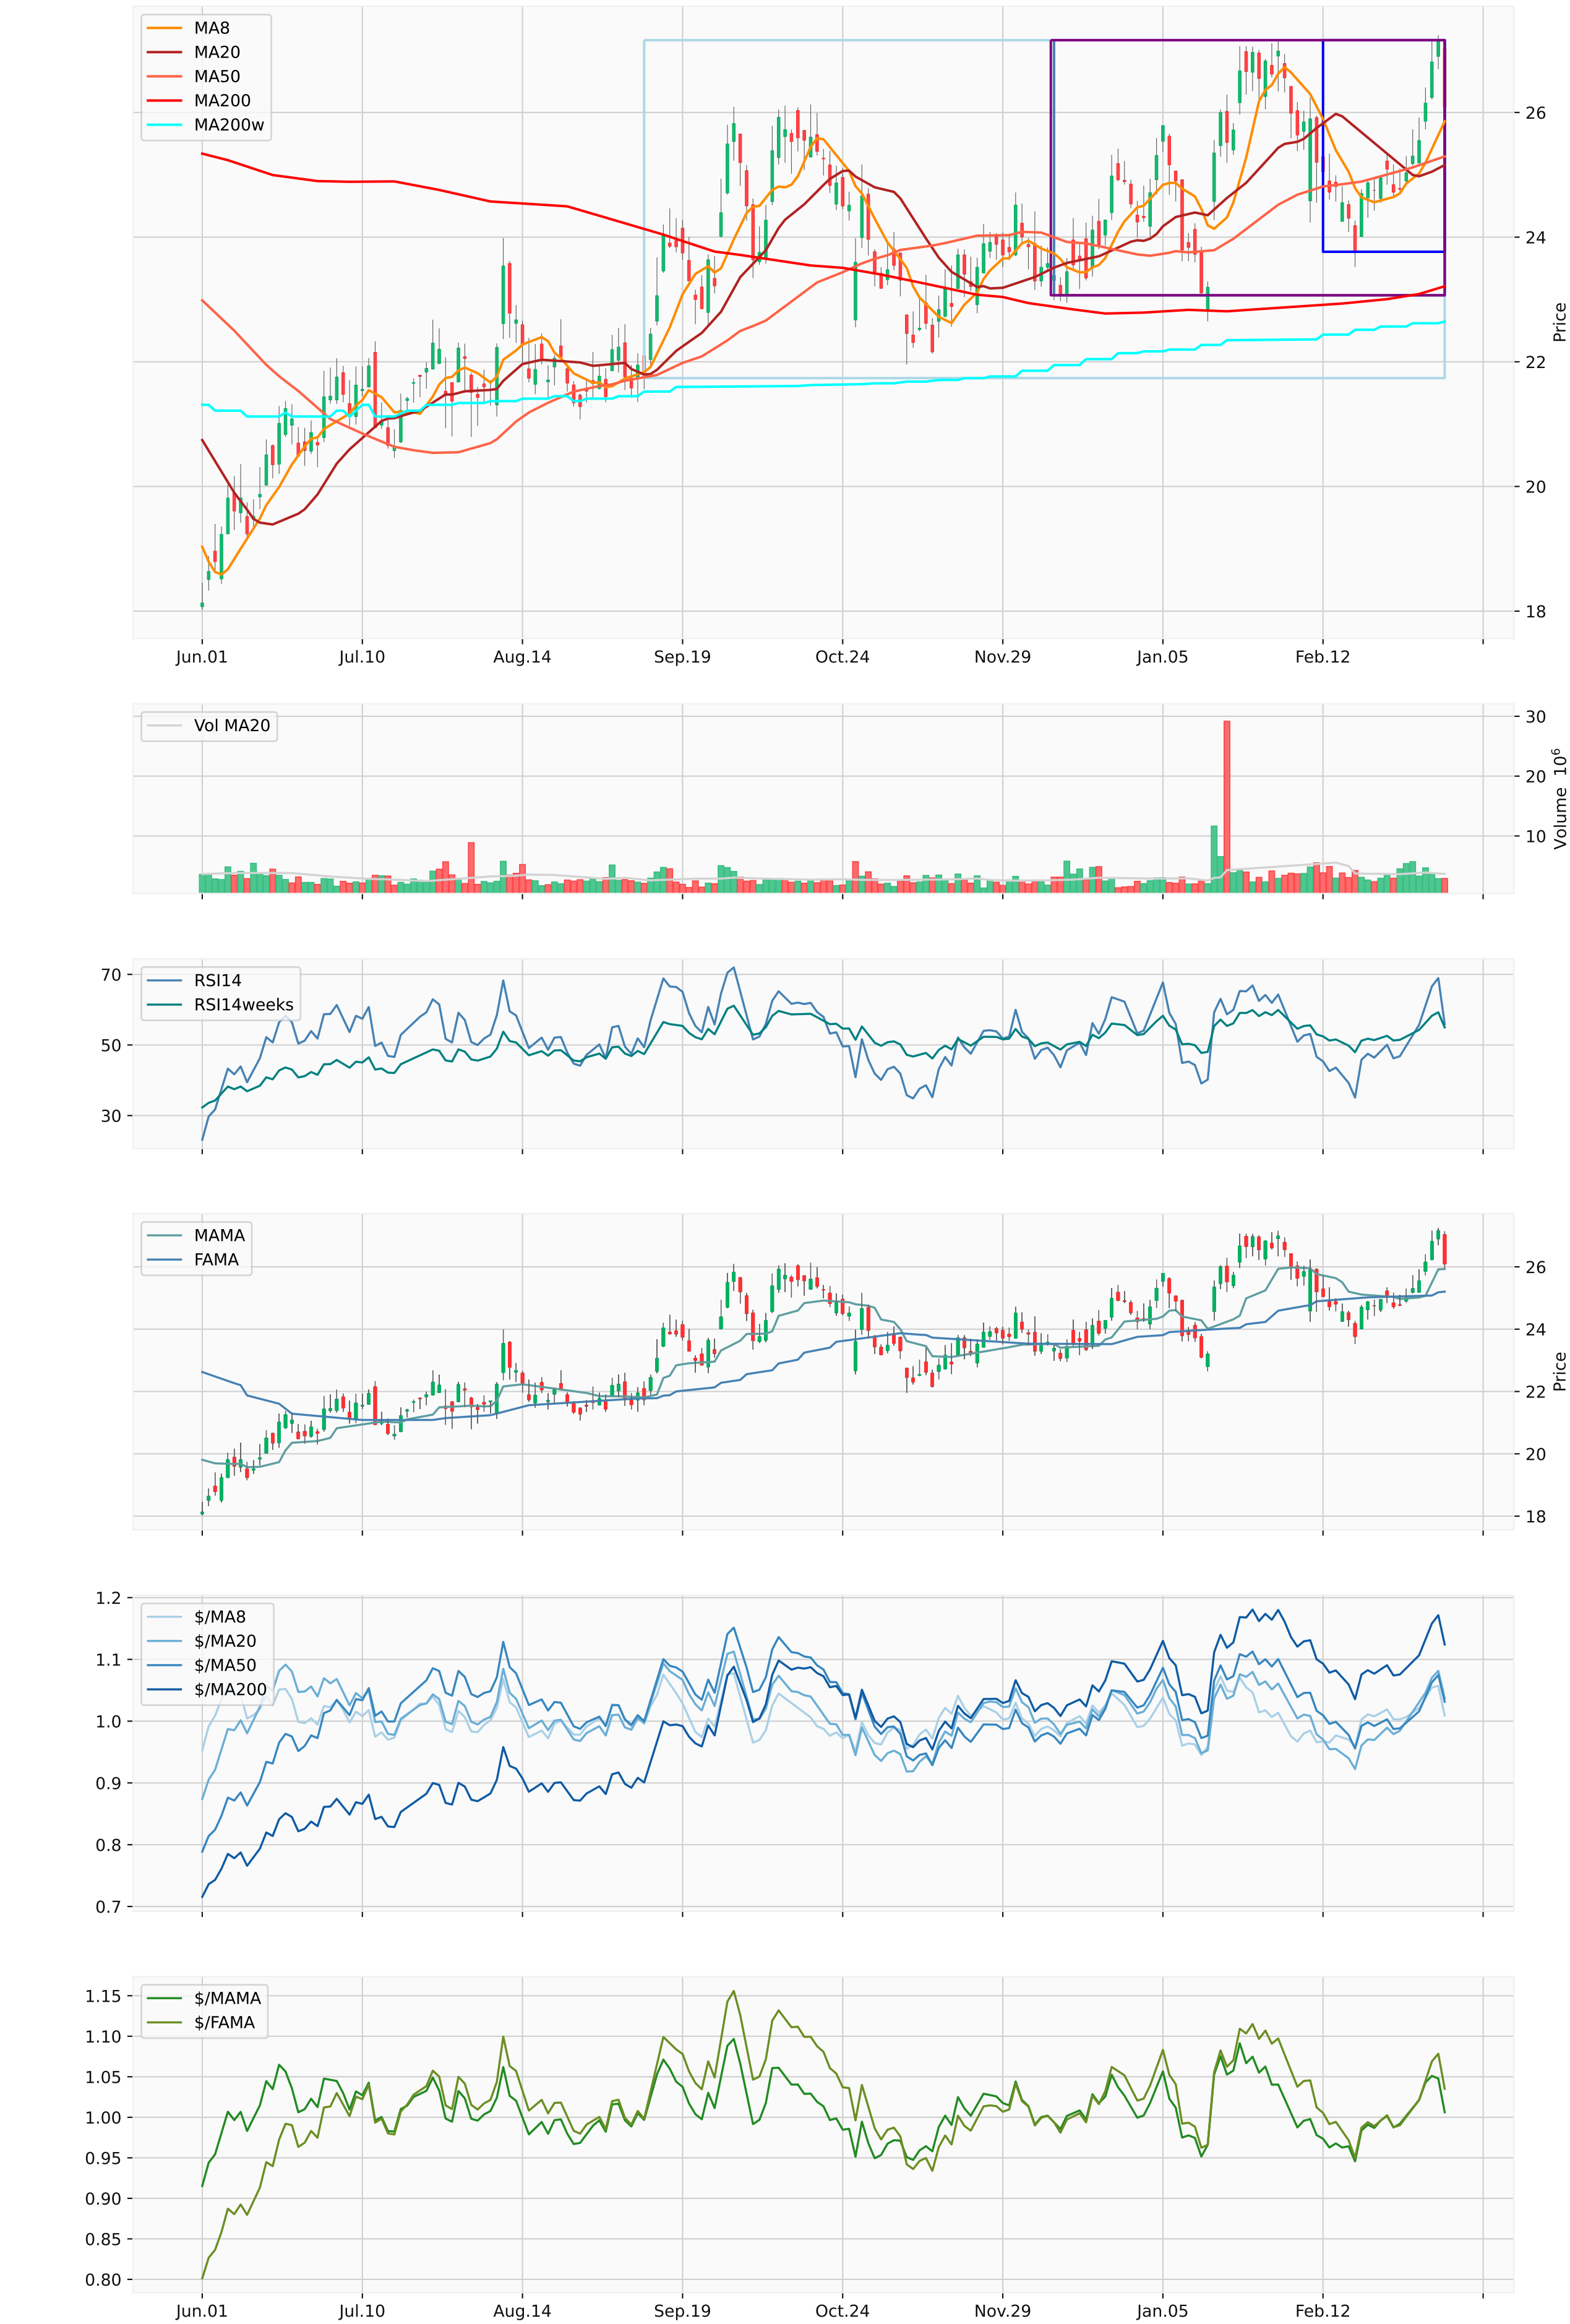 MA8
MA20
MA50
MA200
MA200w
26
24
22
20
18
Price
Jun.01 Jul.10 Aug.14 Sep.19 Oct.24 Nov.29 Jan.05 Feb.12
Vol MA20
30
20
10
Volume 10⁶
RSI14
RSI14weeks
70
50
30
MAMA
FAMA
26
24
22
20
18
Price
$/MA8
$/MA20
$/MA50
$/MA200
1.2
1.1
1.0
0.9
0.8
0.7
$/MAMA
$/FAMA
1.15
1.10
1.05
1.00
0.95
0.90
0.85
0.80
Jun.01 Jul.10 Aug.14 Sep.19 Oct.24 Nov.29 Jan.05 Feb.12